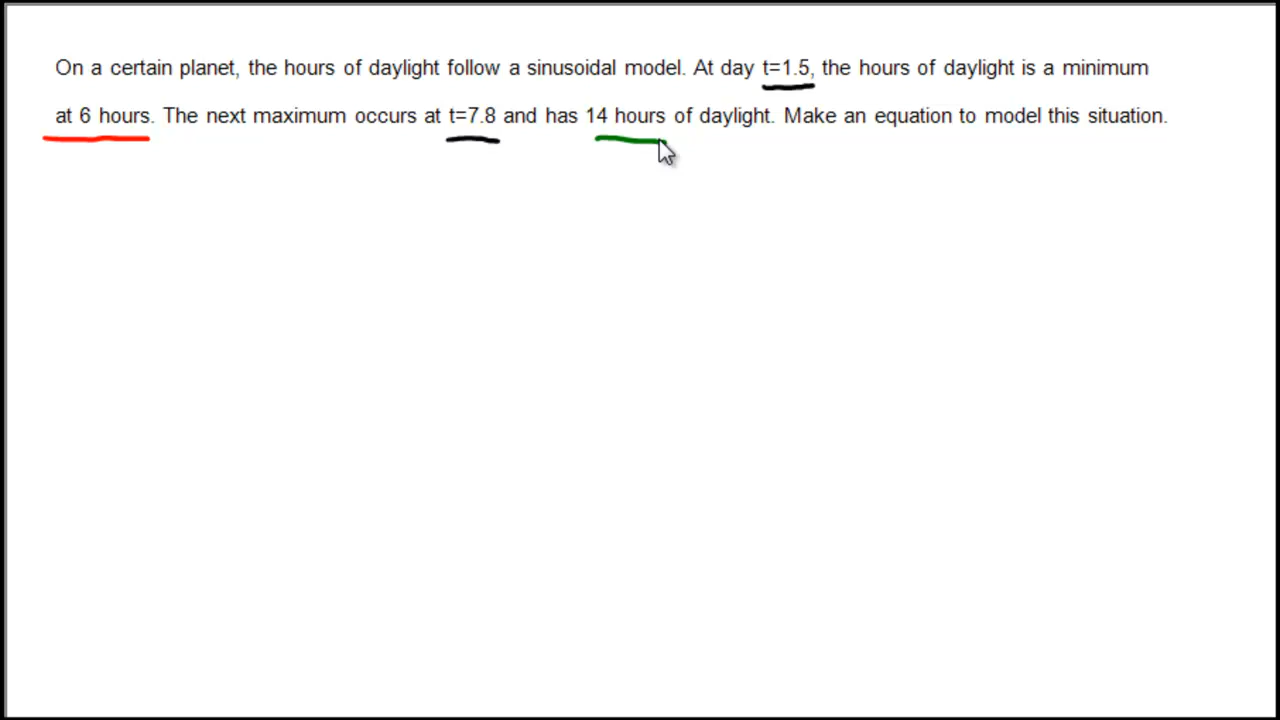 On a certain planet, the hours of daylight follow a sinusoidal model. At day t=1.5, the hours of daylight is a minimum
at 6 hours. The next maximum occurs at t=7.8 and has 14 hours of daylight. Make an equation to model this situation.